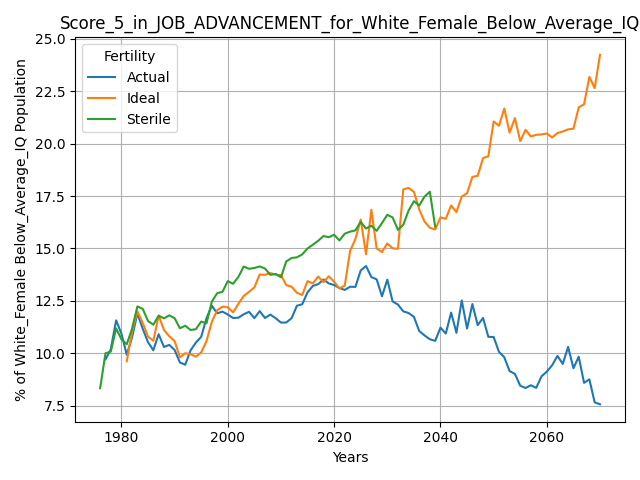 Score_5_in_JOB_ADVANCEMENT_for_White_Female_Below_Average_IQ
% of White_Female Below_Average_IQ Population
25.0
22.5
20.0
17.5
15.0
12.5
10.0
7.5
Fertility
Actual
Ideal
Sterile
1980
2000
2020
2040
2060
Years